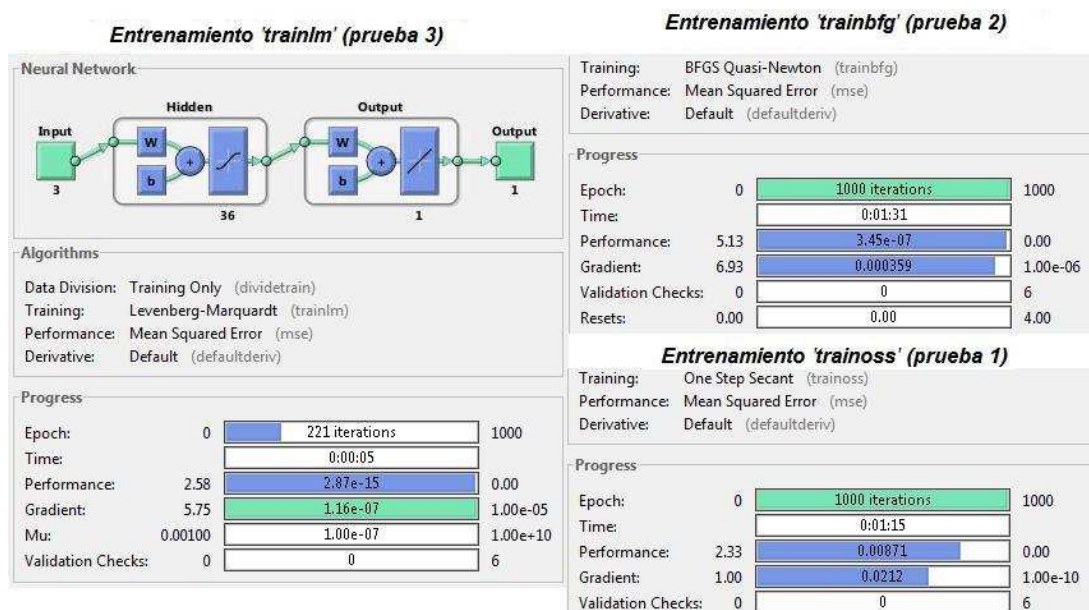 Entrenamiento 'trainlm' (prueba 3)
Neural Network
Hidden
Output
Input
Output
W
b
+
W
b
+
3
36
1
1
Algorithms
Data Division: Training Only (dividetrain)
Training: Levenberg-Marquardt (trainlm)
Performance: Mean Squared Error (mse)
Derivative: Default (defaultderiv)
Progress
Epoch: 0 221 iterations 1000
Time: 0:00:05
Performance: 2.58 2.87e-15 0.00
Gradient: 5.75 1.16e-07 1.00e-05
Mu: 0.00100 1.00e-07 1.00e+10
Validation Checks: 0 0 6
Entrenamiento 'trainbfg' (prueba 2)
Training: BFGS Quasi-Newton (trainbfg)
Performance: Mean Squared Error (mse)
Derivative: Default (defaultderiv)
Progress
Epoch: 0 1000 iterations 1000
Time: 0:01:31
Performance: 5.13 3.45e-07 0.00
Gradient: 6.93 0.000359 1.00e-06
Validation Checks: 0 0 6
Resets: 0.00 0.00 4.00
Entrenamiento 'trainoss' (prueba 1)
Training: One Step Secant (trainoss)
Performance: Mean Squared Error (mse)
Derivative: Default (defaultderiv)
Progress
Epoch: 0 1000 iterations 1000
Time: 0:01:15
Performance: 2.33 0.00871 0.00
Gradient: 1.00 0.0212 1.00e-10
Validation Checks: 0 0 6